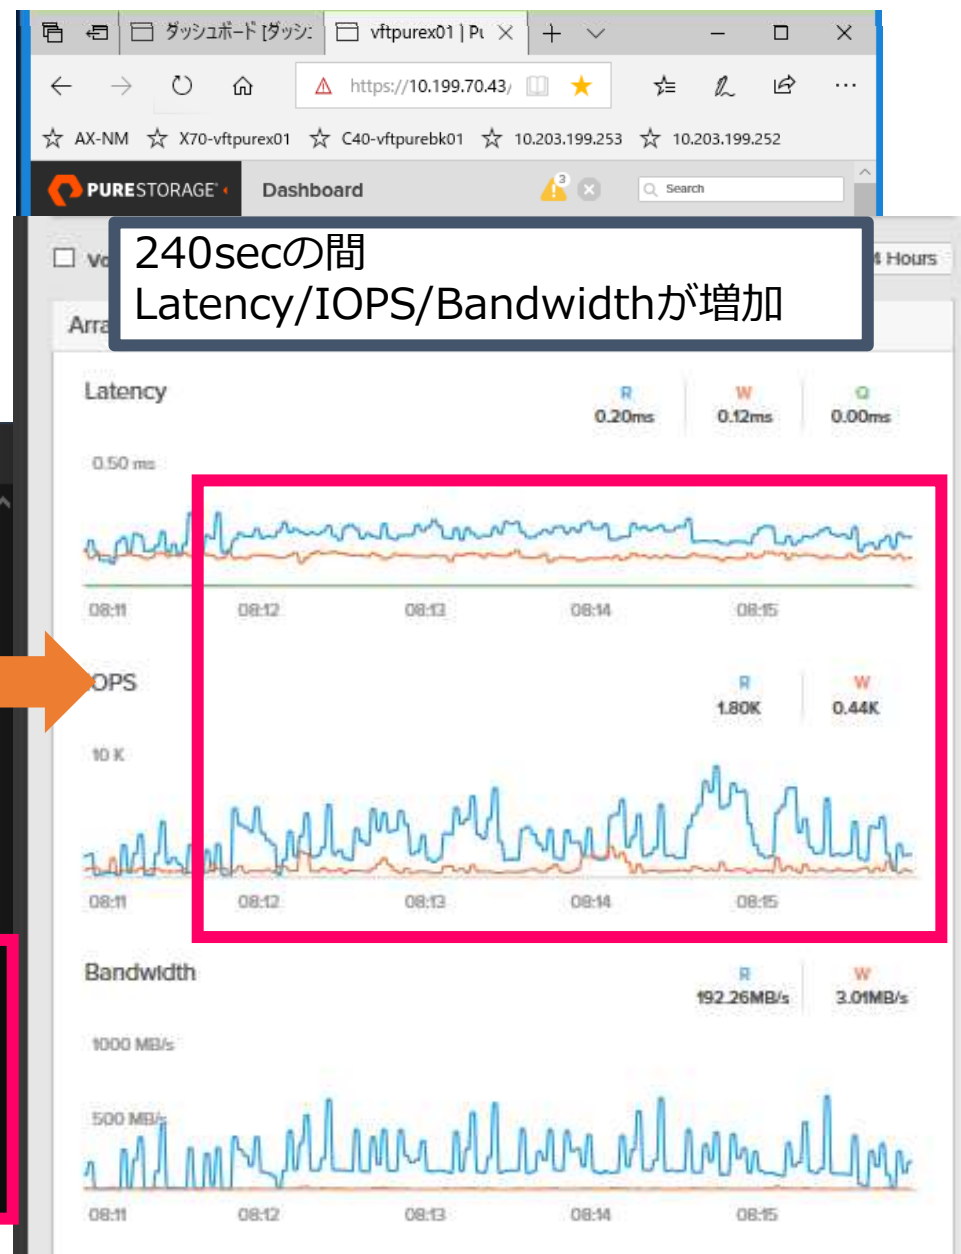 ダッシュボード [ダッシ:
vftpurex01 | Pu
https://10.199.70.43/
AX-NM
X70-vftpurex01
C40-vftpurebk01
10.203.199.253
10.203.199.252
PURESTORAGE
Dashboard
3
Search
240secの間
Latency/IOPS/Bandwidthが増加
Hours
Latency
R W Q
0.20ms 0.12ms 0.00ms
0.50 ms
08:11 08:12 08:13 08:14 08:15
OPS
R W
1.80K 0.44K
10 K
08:11 08:12 08:13 08:14 08:15
Bandwidth
R W
192.26MB/s 3.01MB/s
1000 MB/s
500 MB/s
08:11 08:12 08:13 08:14 08:15